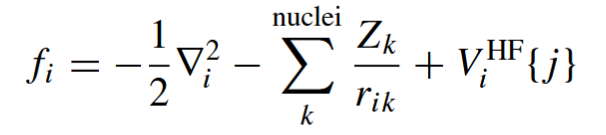 f_i = -\frac{1}{2} \nabla_i^2 - \sum_k^{\text{nuclei}} \frac{Z_k}{r_{ik}} + V_i^{\text{HF}}\{j\}